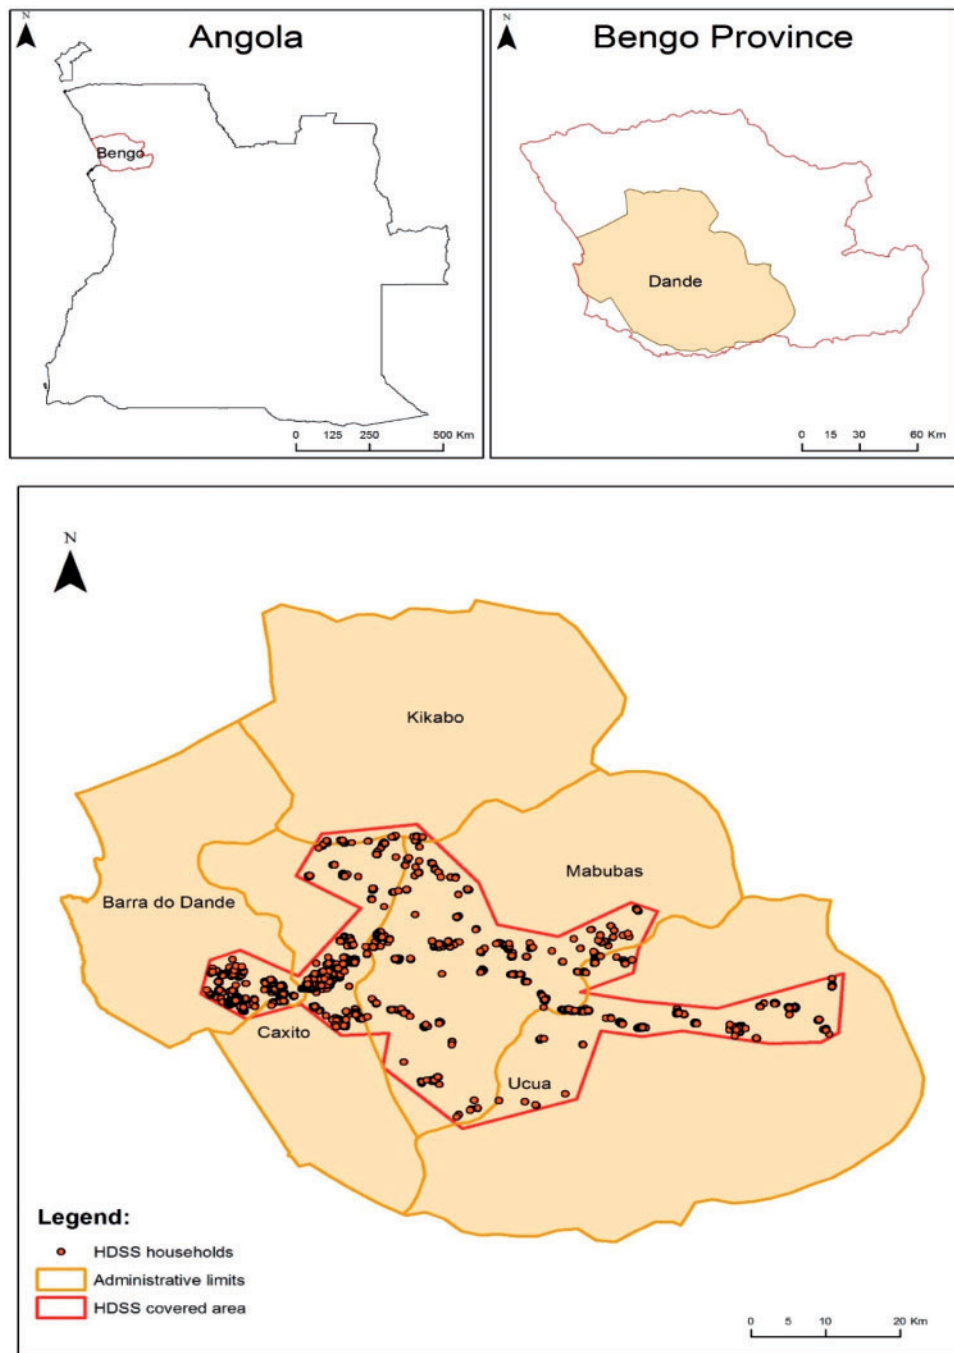 N
Angola
Bengo
0 125 250 500 Km
N
Bengo Province
Dande
0 15 30 60 Km
N
Kikabo
Mabubas
Barra do Dande
Caxito
Ucua
Legend:
HDSS households
Administrative limits
HDSS covered area
0 5 10 20 Km